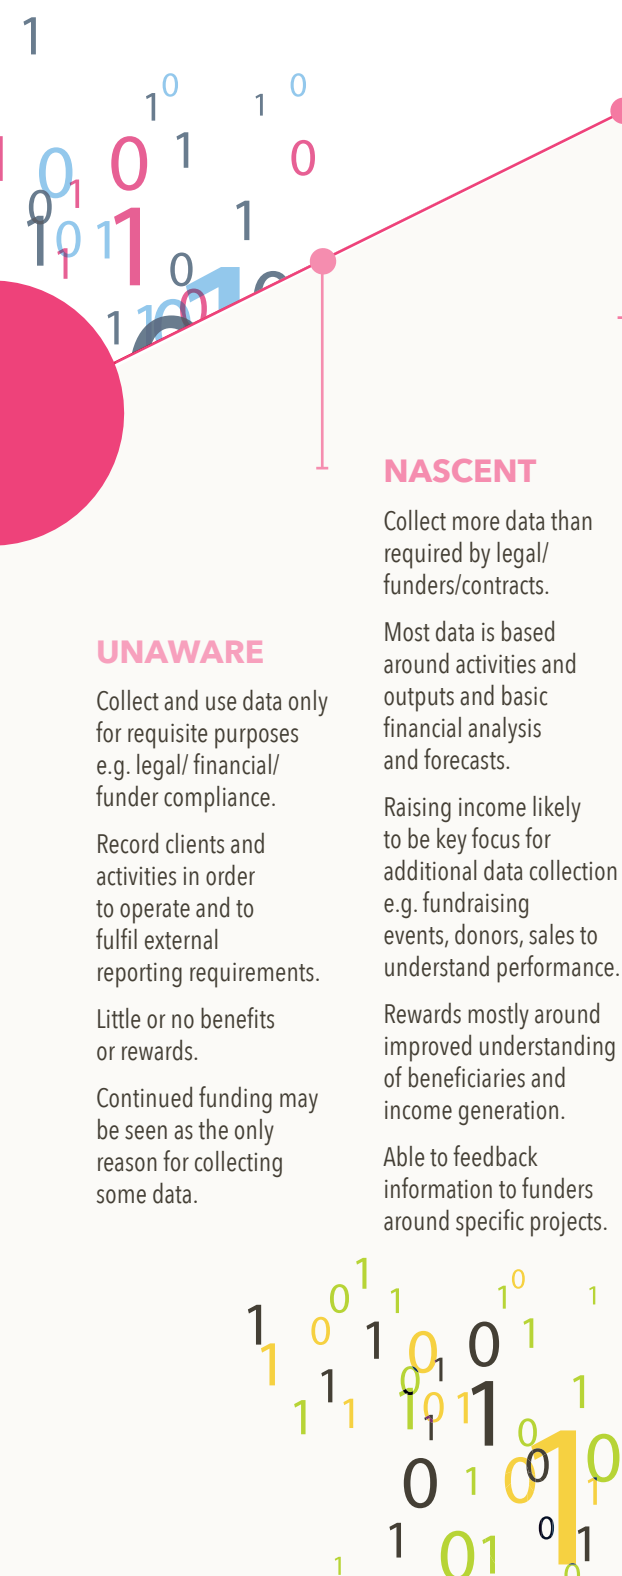 UNAWARE
Collect and use data only
for requisite purposes
e.g. legal/ financial/
funder compliance.
Record clients and
activities in order
to operate and to
fulfil external
reporting requirements.
Little or no benefits
or rewards.
Continued funding may
be seen as the only
reason for collecting
some data.
NASCENT
Collect more data than
required by legal/
funders/contracts.
Most data is based
around activities and
outputs and basic
financial analysis
and forecasts.
Raising income likely
to be key focus for
additional data collection
e.g. fundraising
events, donors, sales to
understand performance.
Rewards mostly around
improved understanding
of beneficiaries and
income generation.
Able to feedback
information to funders
around specific projects.